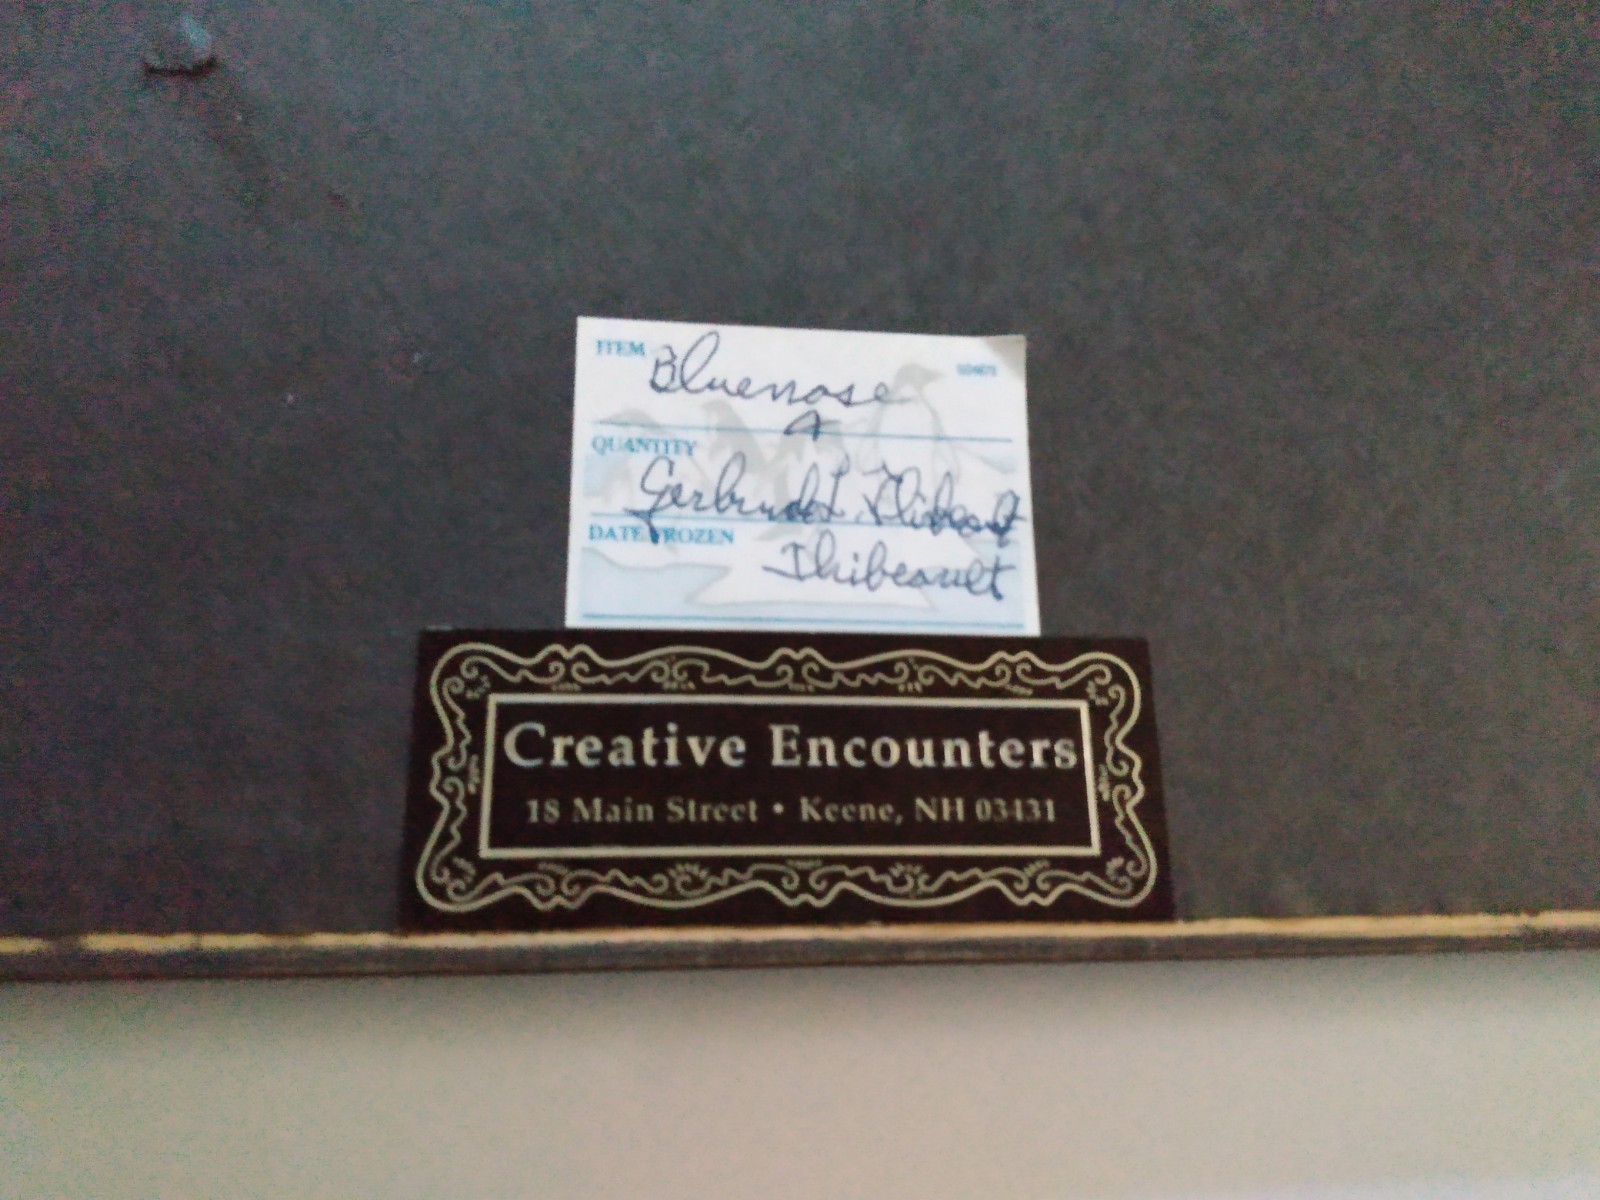 ITEM Bluenose
QUANTITY
Gertrude L. Thibeault
DATE FROZEN
Thibeault
Creative Encounters
18 Main Street • Keene, NH 03431